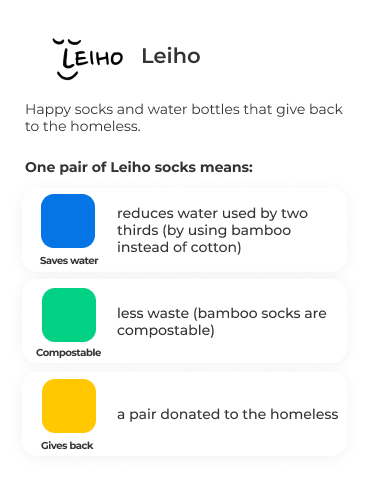 LEIHO
Leiho
Happy socks and water bottles that give back
to the homeless.
One pair of Leiho socks means:
reduces water used by two
thirds (by using bamboo
instead of cotton)
Saves water
less waste (bamboo socks are
compostable)
Compostable
a pair donated to the homeless
Gives back